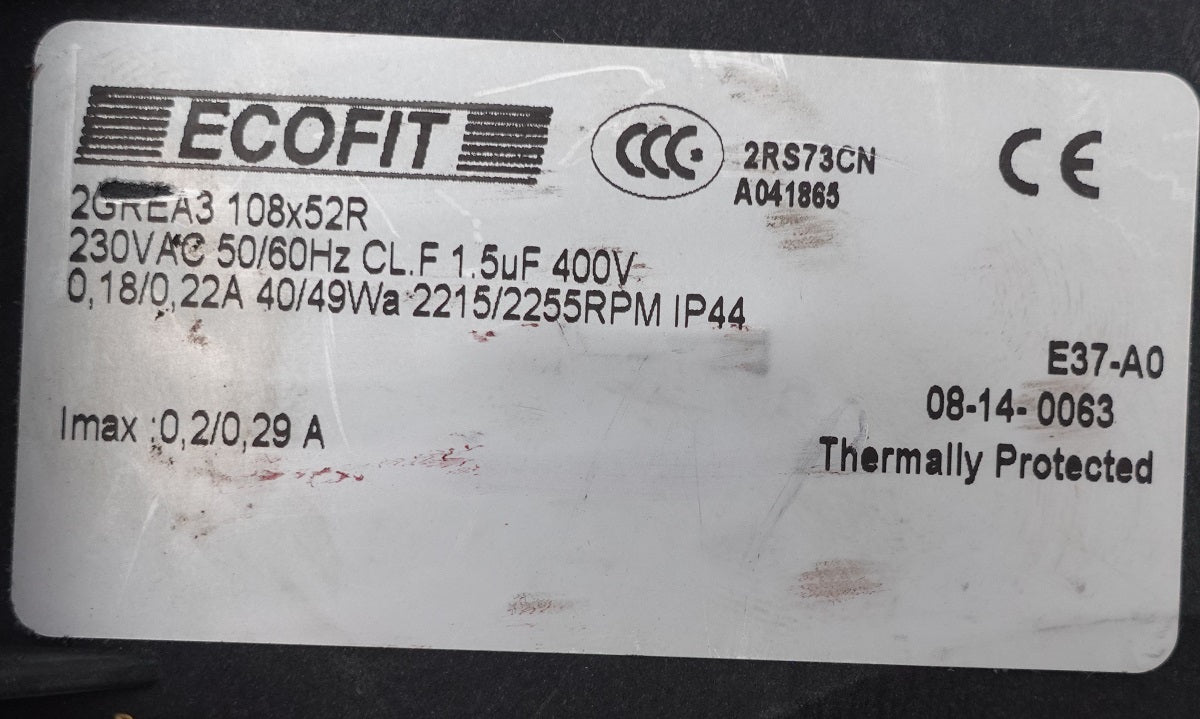 ECOFIT
CCC
2RS73CN
A041865
CE
2GREA3 108x52R
230VAC 50/60Hz CL.F 1.5uF 400V
0,18/0,22A 40/49Wa 2215/2255RPM IP44
E37-A0
08-14- 0063
Imax :0,2/0,29 A
Thermally Protected